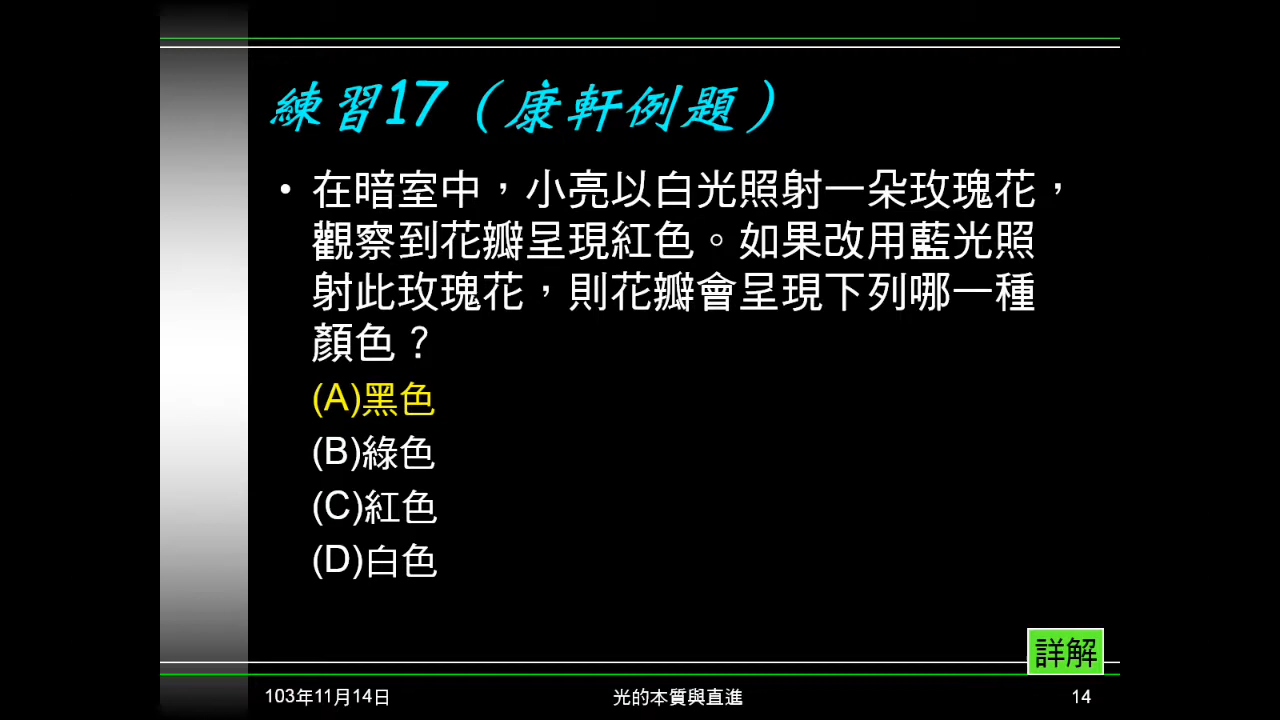 練習17（康軒例題）
• 在暗室中，小亮以白光照射一朵玫瑰花，
觀察到花瓣呈現紅色。如果改用藍光照
射此玫瑰花，則花瓣會呈現下列哪一種
顏色？
(A)黑色
(B)綠色
(C)紅色
(D)白色
詳解
103年11月14日
光的本質與直進
14